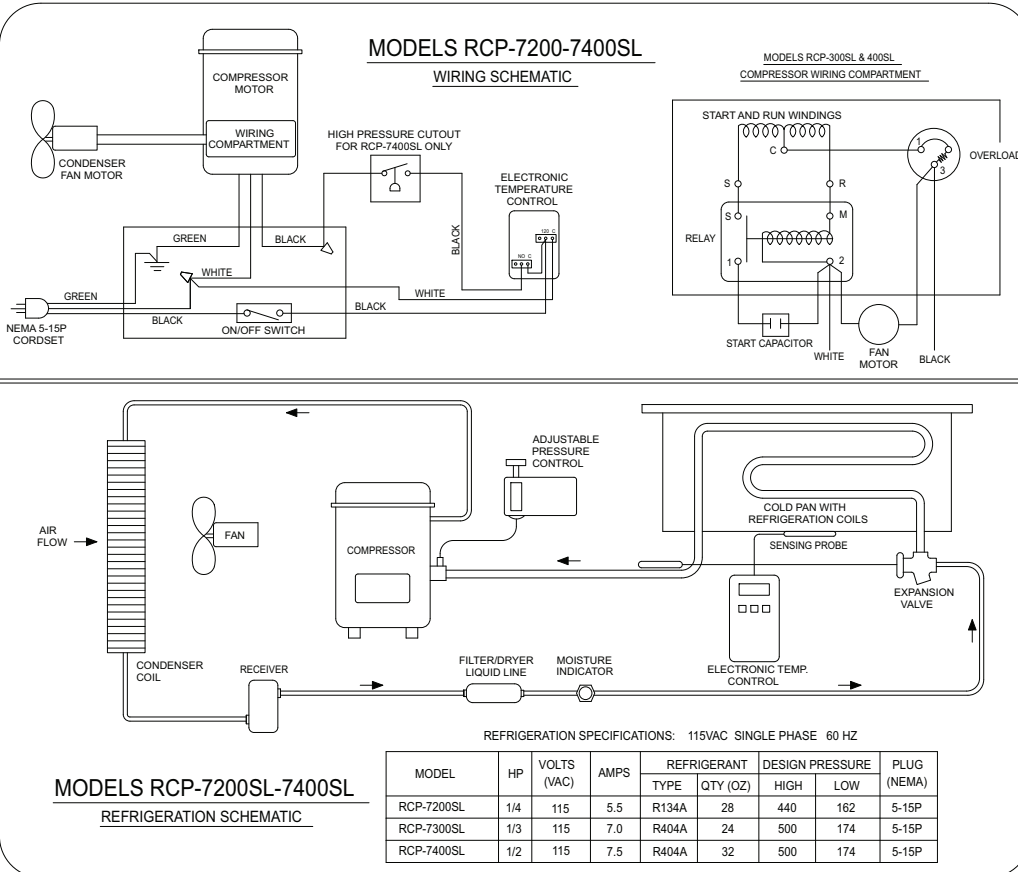 MODELS RCP-7200-7400SL
WIRING SCHEMATIC
COMPRESSOR
MOTOR
WIRING
COMPARTMENT
CONDENSER
FAN MOTOR
HIGH PRESSURE CUTOUT
FOR RCP-7400SL ONLY
ELECTRONIC
TEMPERATURE
CONTROL
120 C
NO C
GREEN
BLACK
BLACK
WHITE
GREEN
WHITE
BLACK
BLACK
NEMA 5-15P
CORDSET
ON/OFF SWITCH
MODELS RCP-300SL & 400SL
COMPRESSOR WIRING COMPARTMENT
START AND RUN WINDINGS
C
1
3
OVERLOAD
S
R
S
M
RELAY
1
2
START CAPACITOR
WHITE
FAN
MOTOR
BLACK
AIR
FLOW
FAN
COMPRESSOR
ADJUSTABLE
PRESSURE
CONTROL
COLD PAN WITH
REFRIGERATION COILS
SENSING PROBE
EXPANSION
VALVE
ELECTRONIC TEMP.
CONTROL
CONDENSER
COIL
RECEIVER
FILTER/DRYER
LIQUID LINE
MOISTURE
INDICATOR
MODELS RCP-7200SL-7400SL
REFRIGERATION SCHEMATIC
REFRIGERATION SPECIFICATIONS: 115VAC SINGLE PHASE 60 HZ
MODEL HP VOLTS (VAC) AMPS REFRIGERANT DESIGN PRESSURE PLUG (NEMA)
TYPE QTY (OZ) HIGH LOW
RCP-7200SL 1/4 115 5.5 R134A 28 440 162 5-15P
RCP-7300SL 1/3 115 7.0 R404A 24 500 174 5-15P
RCP-7400SL 1/2 115 7.5 R404A 32 500 174 5-15P